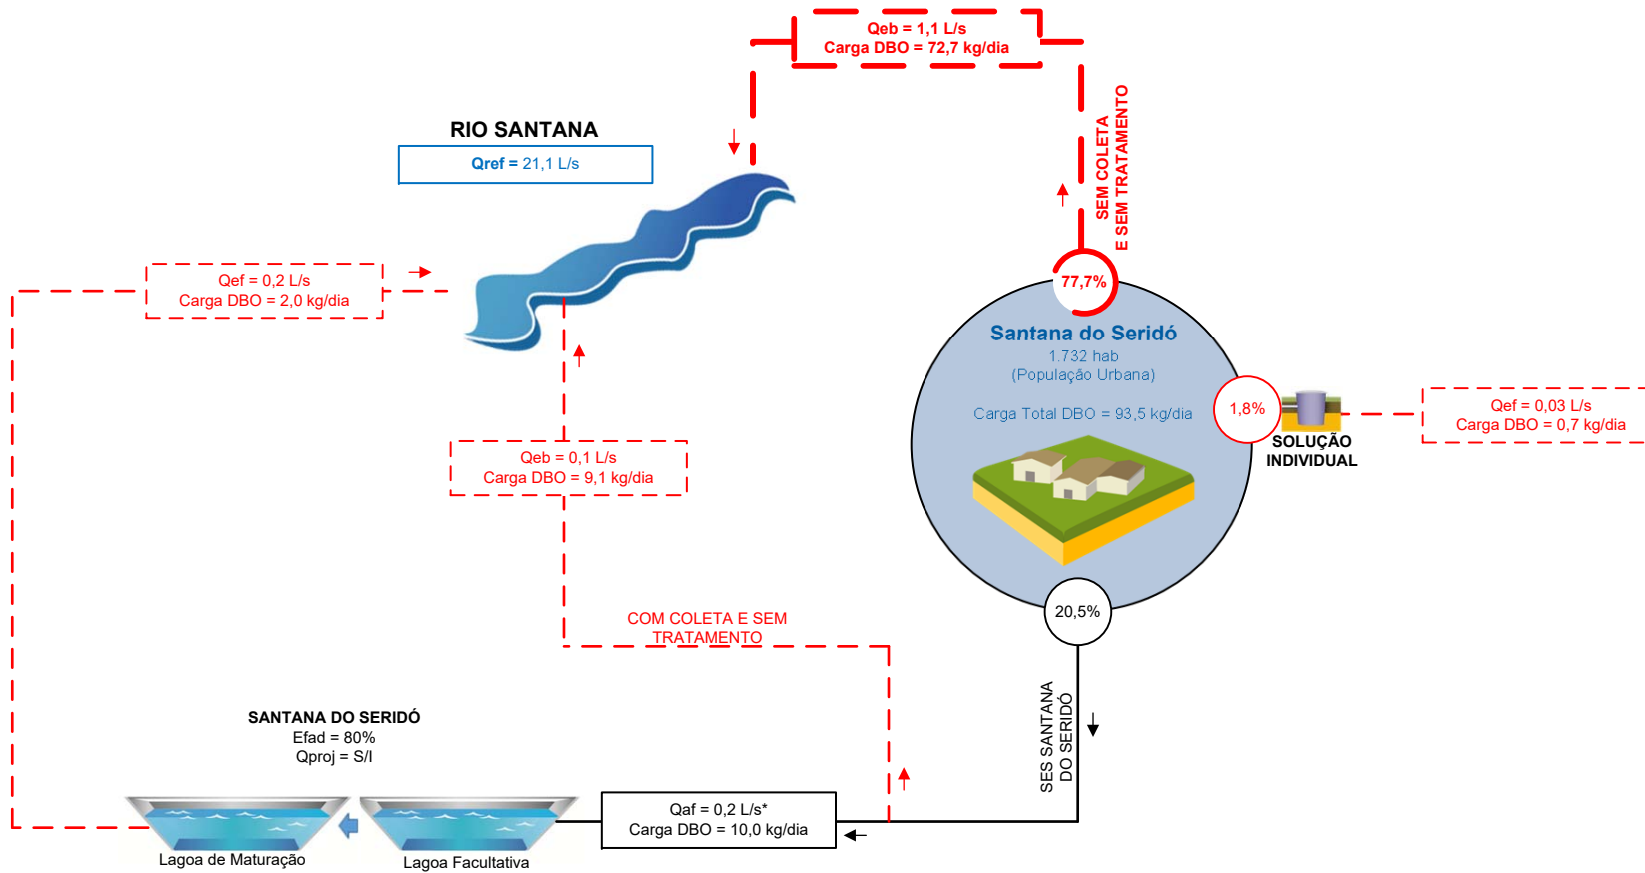 Qeb = 1,1 L/s
Carga DBO = 72,7 kg/dia
SEM COLETA
E SEM TRATAMENTO
RIO SANTANA
Qref = 21,1 L/s
Qef = 0,2 L/s
Carga DBO = 2,0 kg/dia
77,7%
Santana do Seridó
1.732 hab
(População Urbana)
Carga Total DBO = 93,5 kg/dia
1,8%
SOLUÇÃO
INDIVIDUAL
Qef = 0,03 L/s
Carga DBO = 0,7 kg/dia
Qeb = 0,1 L/s
Carga DBO = 9,1 kg/dia
20,5%
COM COLETA E SEM
TRATAMENTO
SES SANTANA
DO SERIDÓ
SANTANA DO SERIDÓ
Efad = 80%
Qproj = S/I
Qaf = 0,2 L/s*
Carga DBO = 10,0 kg/dia
Lagoa de Maturação
Lagoa Facultativa